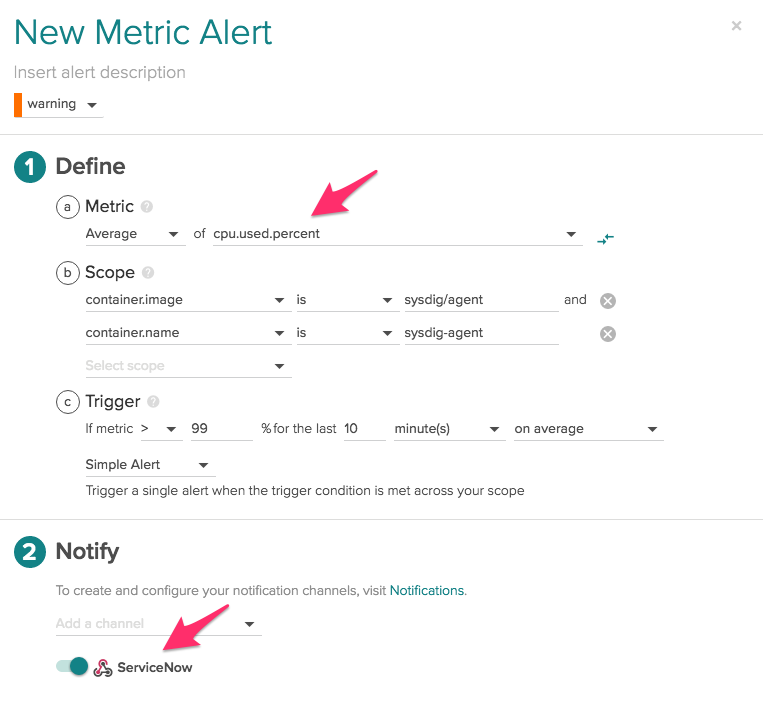 New Metric Alert ×
Insert alert description
warning
1 Define
a Metric ?
Average of cpu.used.percent
b Scope ?
container.image is sysdig/agent and
container.name is sysdig-agent
Select scope
c Trigger ?
If metric > 99 % for the last 10 minute(s) on average
Simple Alert
Trigger a single alert when the trigger condition is met across your scope
2 Notify
To create and configure your notification channels, visit Notifications.
Add a channel
ServiceNow